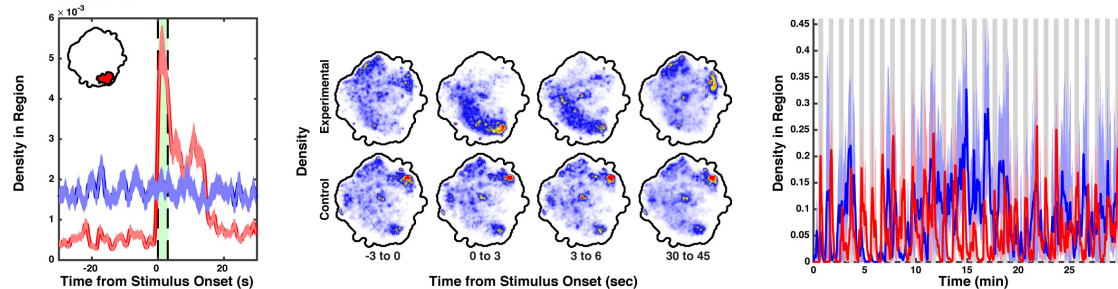 6 × 10⁻³
5
4
3
2
1
0
-20
0
20
Density in Region
Time from Stimulus Onset (s)
Density
Experimental
Control
-3 to 0
0 to 3
3 to 6
30 to 45
Time from Stimulus Onset (sec)
Density in Region
0.45
0.4
0.35
0.3
0.25
0.2
0.15
0.1
0.05
0
0
5
10
15
20
25
Time (min)